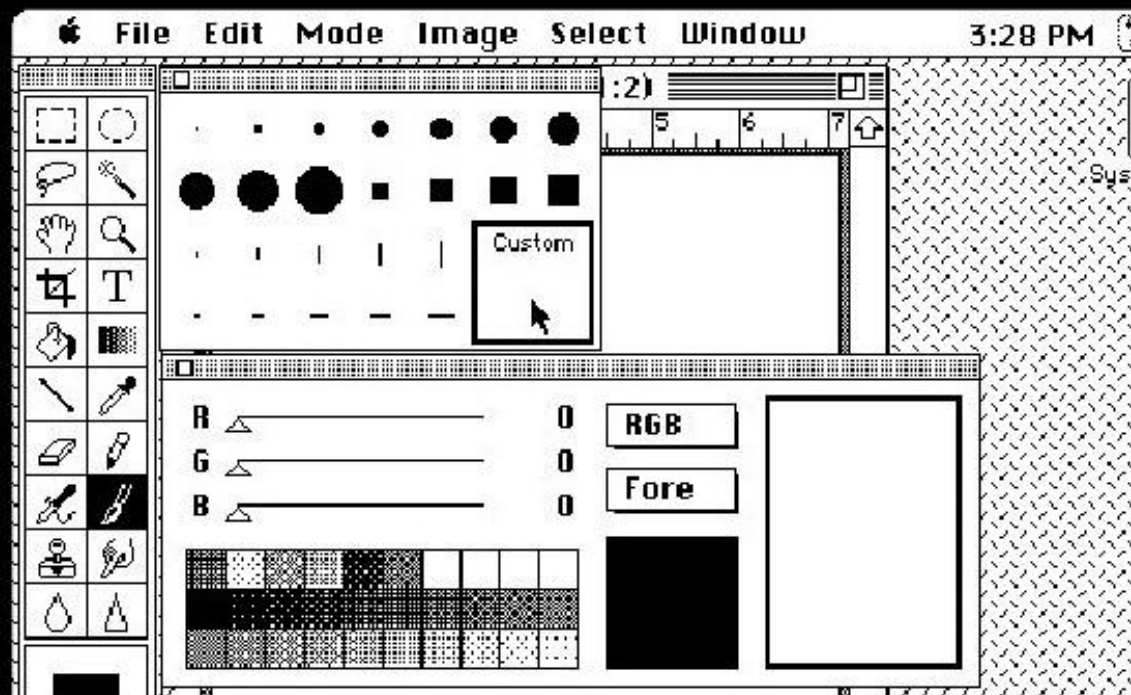 File Edit Mode Image Select Window 3:28 PM
:2)
5 6 7
Sys
Custom
T
R 0 RGB
G 0 Fore
B 0